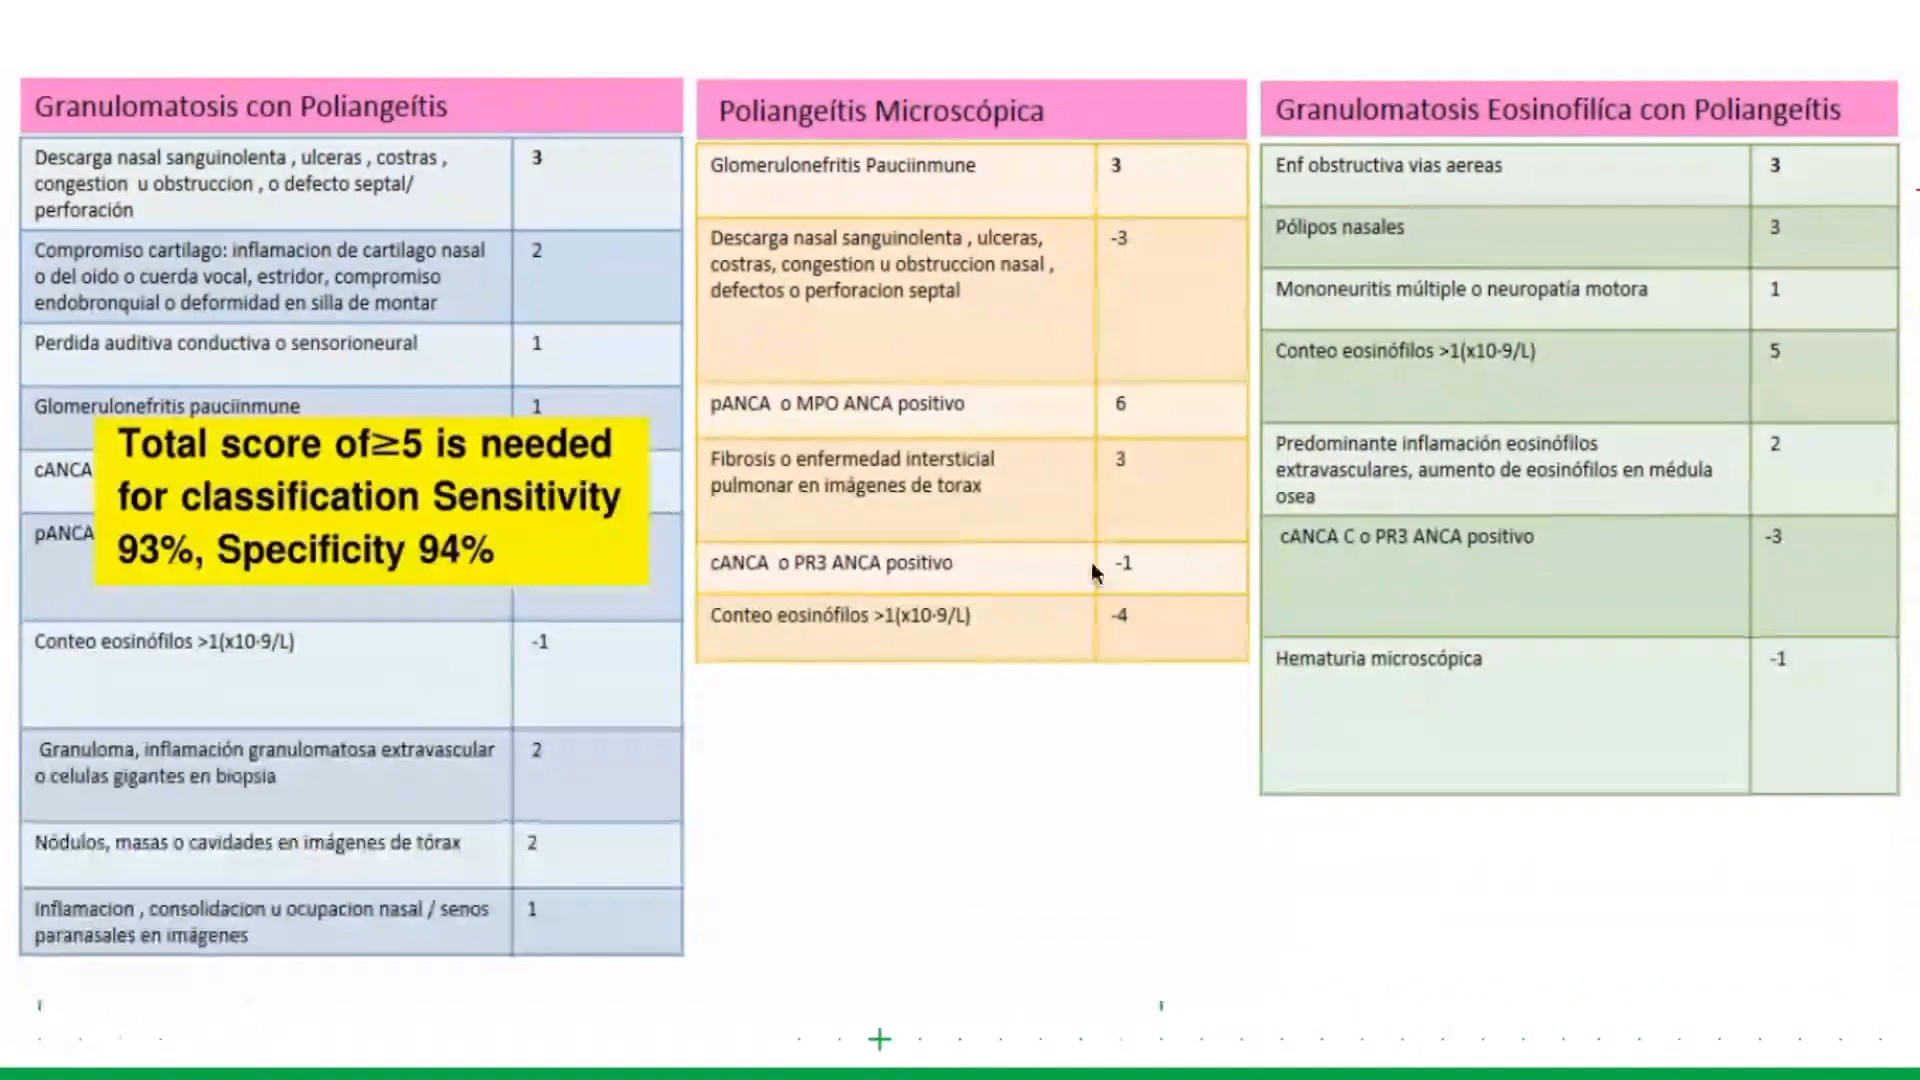 Granulomatosis con Poliangeítis
Descarga nasal sanguinolenta , ulceras , costras , 3
congestion u obstruccion , o defecto septal/
perforación
Compromiso cartilago: inflamacion de cartilago nasal 2
o del oido o cuerda vocal, estridor, compromiso
endobronquial o deformidad en silla de montar
Perdida auditiva conductiva o sensorioneural 1
Glomerulonefritis pauciinmune 1
cANCA
pANCA
Total score of≥5 is needed
for classification Sensitivity
93%, Specificity 94%
Conteo eosinófilos >1(x10-9/L) -1
Granuloma, inflamación granulomatosa extravascular 2
o celulas gigantes en biopsia
Nódulos, masas o cavidades en imágenes de tórax 2
Inflamacion , consolidacion u ocupacion nasal / senos 1
paranasales en imágenes
Poliangeítis Microscópica
Glomerulonefritis Pauciinmune 3
Descarga nasal sanguinolenta , ulceras, -3
costras, congestion u obstruccion nasal ,
defectos o perforacion septal
pANCA o MPO ANCA positivo 6
Fibrosis o enfermedad intersticial 3
pulmonar en imágenes de torax
cANCA o PR3 ANCA positivo -1
Conteo eosinófilos >1(x10-9/L) -4
Granulomatosis Eosinofilíca con Poliangeítis
Enf obstructiva vias aereas 3
Pólipos nasales 3
Mononeuritis múltiple o neuropatía motora 1
Conteo eosinófilos >1(x10-9/L) 5
Predominante inflamación eosinófilos 2
extravasculares, aumento de eosinófilos en médula
osea
cANCA C o PR3 ANCA positivo -3
Hematuria microscópica -1